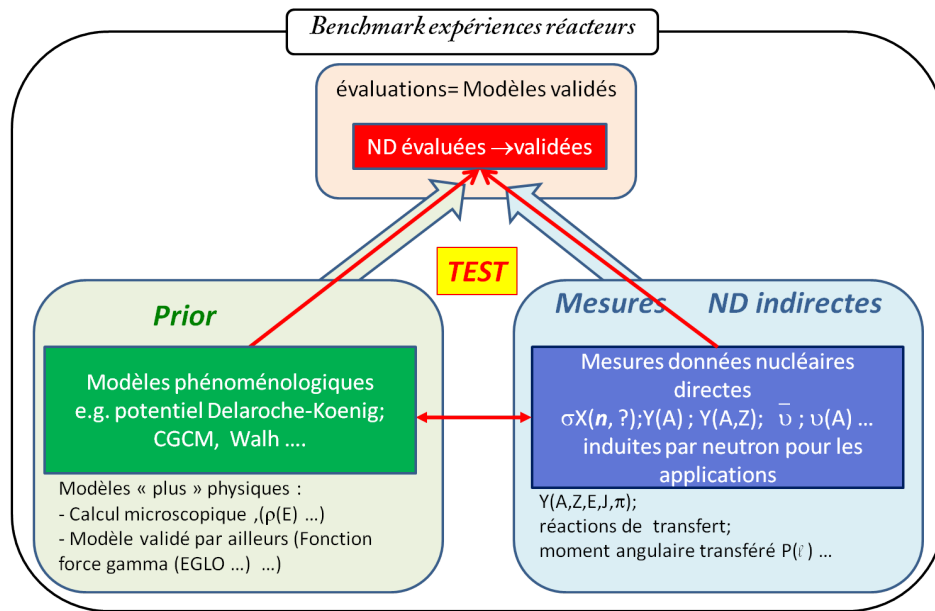 Benchmark expériences réacteurs
évaluations= Modèles validés
ND évaluées →validées
TEST
Prior
Modèles phénoménologiques
e.g. potentiel Delaroche-Koenig;
CGCM, Walh ....
Modèles « plus » physiques :
- Calcul microscopique ,(ρ(E) ...)
- Modèle validé par ailleurs (Fonction
force gamma (EGLO ...) ...)
Mesures ND indirectes
Mesures données nucléaires
directes
σX(n, ?);Y(A) ; Y(A,Z); ῡ ; υ(A) ...
induites par neutron pour les
applications
Y(A,Z,E,J,π);
réactions de transfert;
moment angulaire transféré P(ℓ) ...